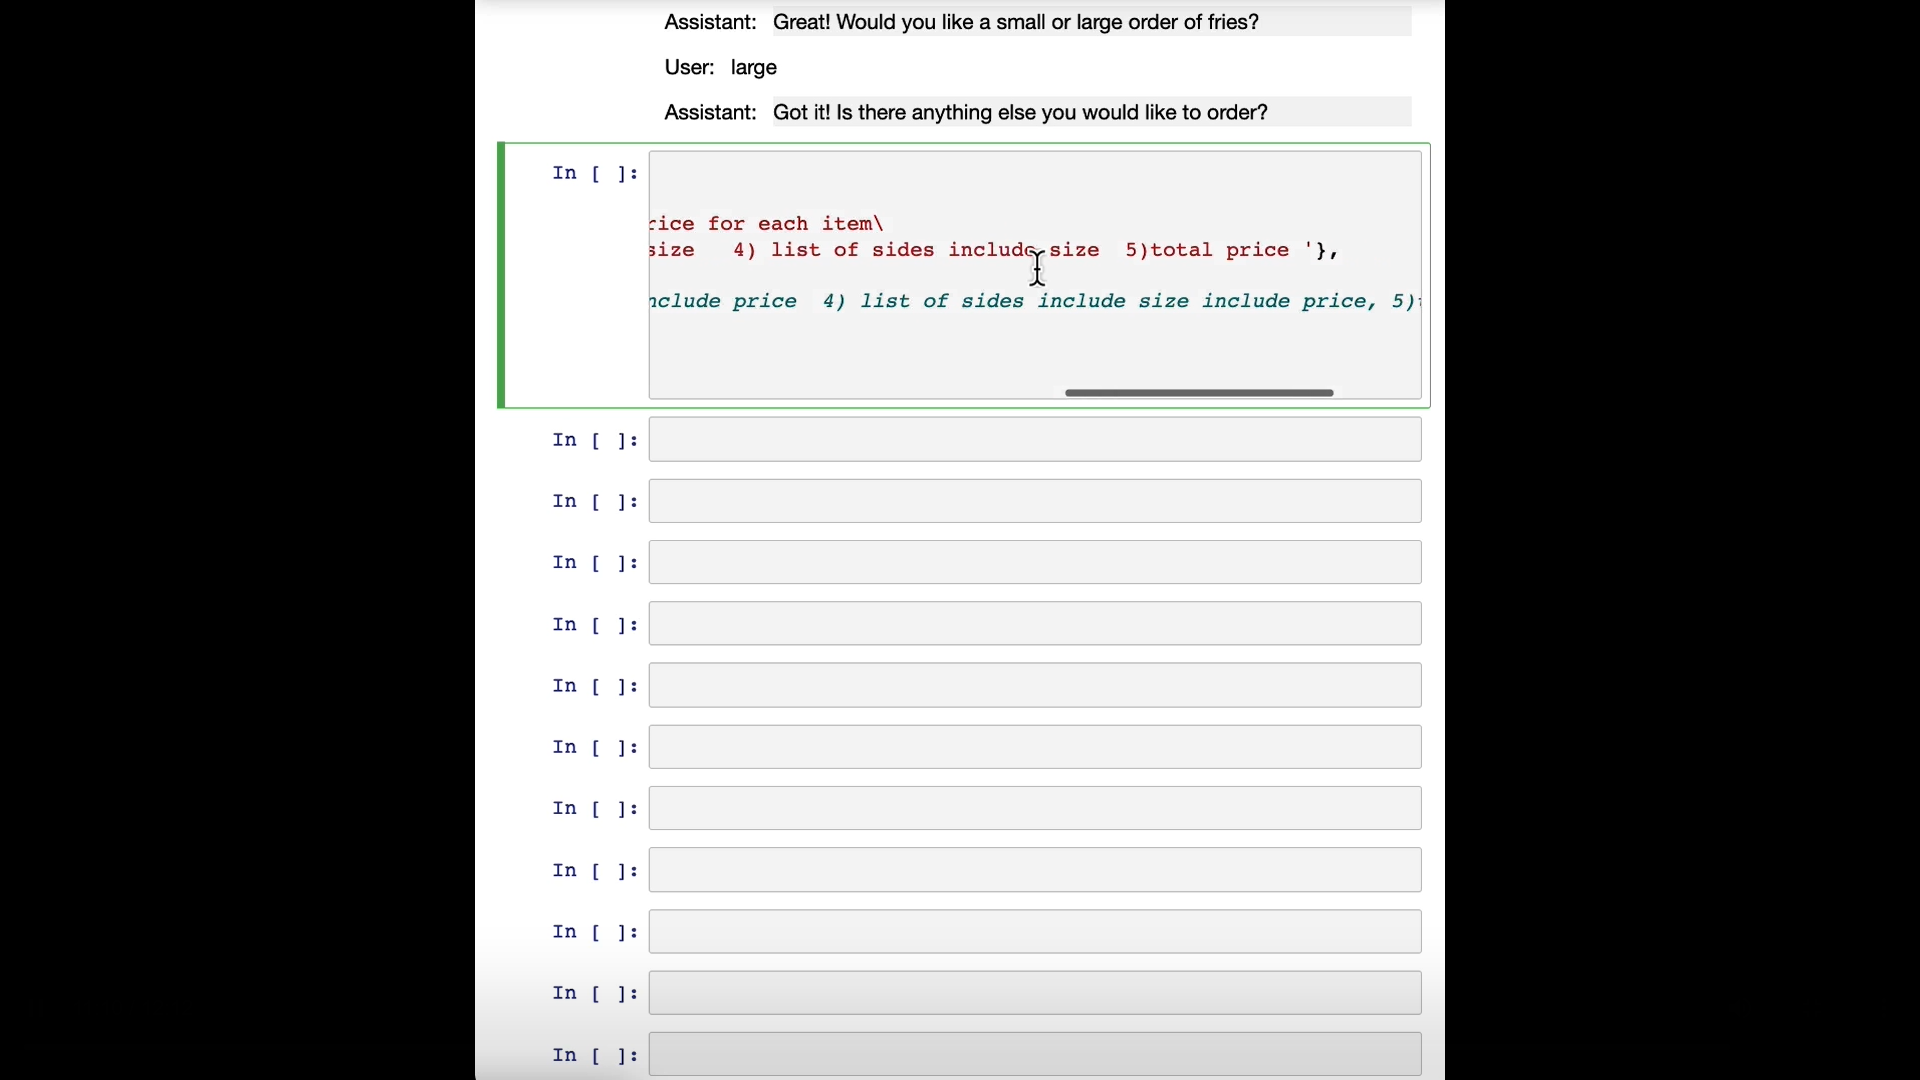 Assistant: Great! Would you like a small or large order of fries?
User: large
Assistant: Got it! Is there anything else you would like to order?
In [ ]:
rice for each item\
size   4) list of sides include size  5)total price '},
nclude price  4) list of sides include size include price, 5)
In [ ]:
In [ ]:
In [ ]:
In [ ]:
In [ ]:
In [ ]:
In [ ]:
In [ ]:
In [ ]:
In [ ]:
In [ ]: